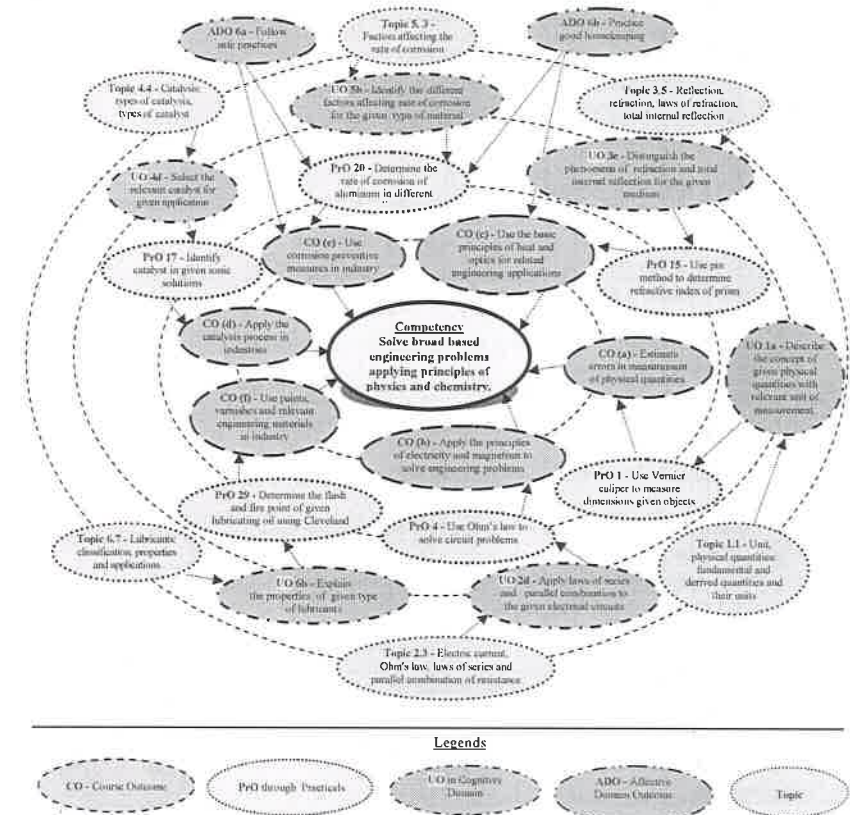 ADO 6a - Follow
safe practices
Topic 5. 3 -
Factors affecting the
rate of corrosion
ADO 6b - Practice
good housekeeping
Topic 4.4 - Catalysis:
types of catalysis,
types of catalyst
UO 5b - Identify the different
factors affecting rate of corrosion
for the given type of material
Topic 3.5 - Reflection,
refraction, laws of refraction,
total internal reflection
UO 4d - Select the
relevant catalyst for
given application
PrO 20 - Determine the
rate of corrosion of
aluminum in different
UO 3e - Distinguish the
phenomena of refraction and total
internal reflection for the given
medium
PrO 17 - Identify
catalyst in given ionic
solutions
CO (e) - Use
corrosion preventive
measures in industry
CO (c) - Use the basic
principles of heat and
optics for related
engineering applications
PrO 15 - Use pin
method to determine
refractive index of prism
CO (d) - Apply the
catalysis process in
industries
Competency
Solve broad based
engineering problems
applying principles of
physics and chemistry.
CO (a) - Estimate
errors in measurement
of physical quantities
UO 1a - Describe
the concept of
given physical
quantities with
relevant unit of
measurement
CO (f) - Use paints,
varnishes and relevant
engineering materials
in industry
CO (b) - Apply the principles
of electricity and magnetism to
solve engineering problems
PrO 1 - Use Vernier
caliper to measure
dimensions given objects
PrO 29 - Determine the flash
and fire point of given
lubricating oil using Cleveland
PrO 4 - Use Ohm's law to
solve circuit problems
Topic 6.7 - Lubricants:
classification, properties
and applications
Topic 1.1 - Unit,
physical quantities:
fundamental and
derived quantities and
their units
UO 6h - Explain
the properties of given type
of lubricants
UO 2d - Apply laws of series
and parallel combination to
the given electrical circuits
Topic 2.3 - Electric current,
Ohm's law, laws of series and
parallel combination of resistance
Legends
CO - Course Outcome
PrO through Practicals
UO in Cognitive
Domain
ADO - Affective
Domain Outcome
Topic